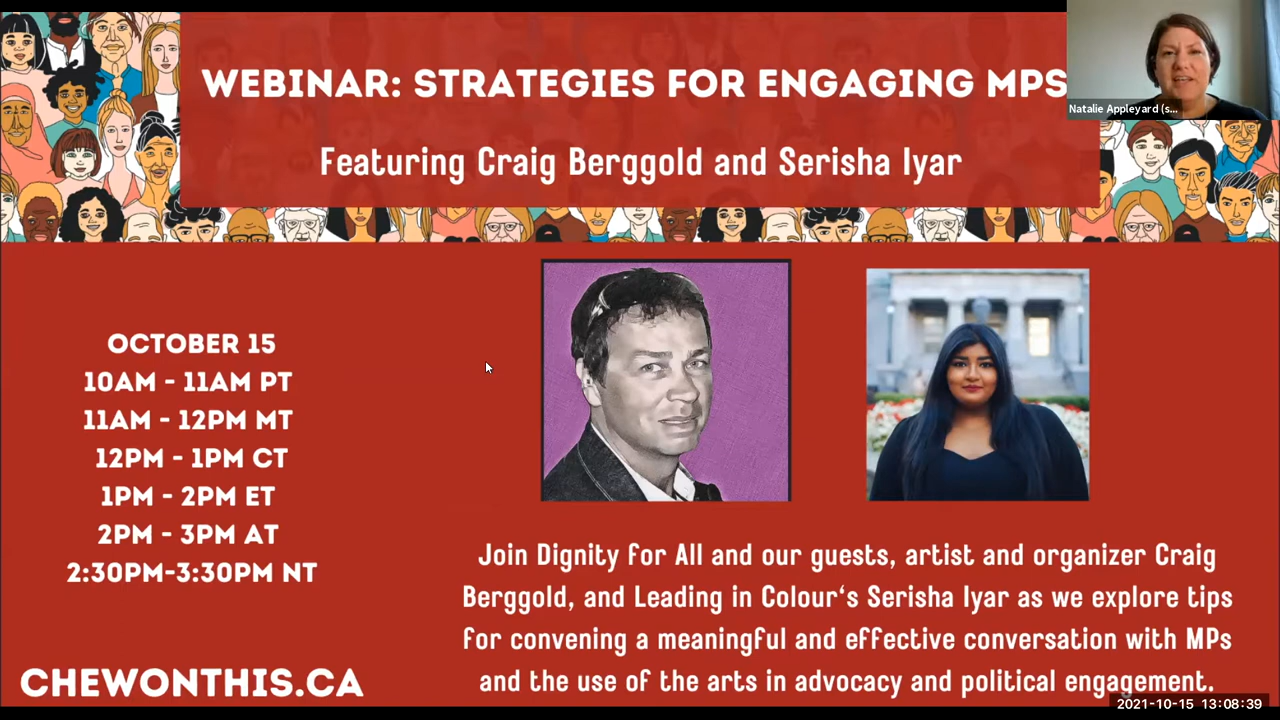 WEBINAR: STRATEGIES FOR ENGAGING MPS
Featuring Craig Berggold and Serisha Iyar
Natalie Appleyard (s...
OCTOBER 15
10AM - 11AM PT
11AM - 12PM MT
12PM - 1PM CT
1PM - 2PM ET
2PM - 3PM AT
2:30PM-3:30PM NT
CHEWONTHIS.CA
Join Dignity for All and our guests, artist and organizer Craig
Berggold, and Leading in Colour‘s Serisha Iyar as we explore tips
for convening a meaningful and effective conversation with MPs
and the use of the arts in advocacy and political engagement.
2021-10-15 13:08:39